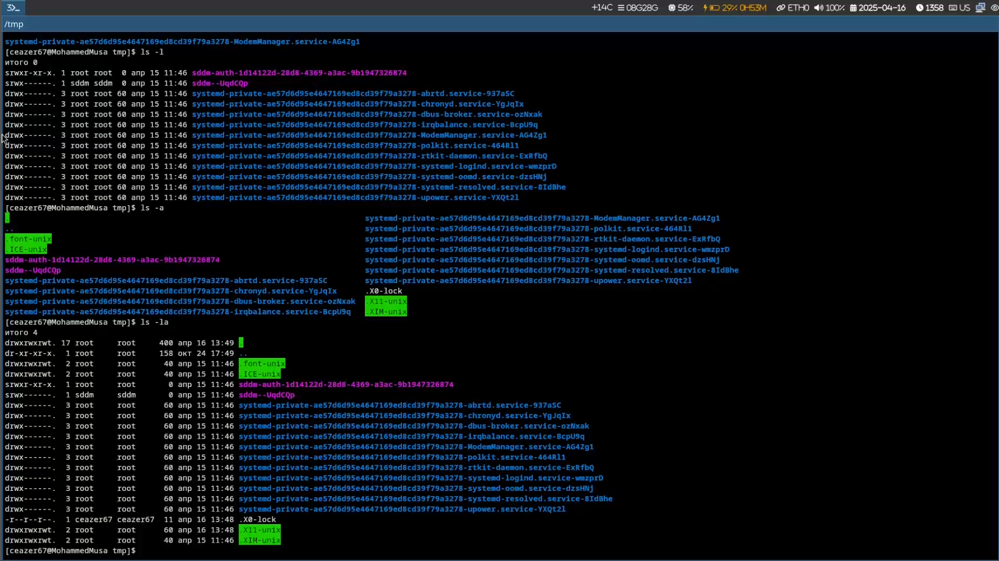 3>_ +14C 08G28G 58% 29% 0H53M ETH0 100% 2025-04-16 1358 US
/tmp
systemd-private-ae57d6d95e4647169ed8cd39f79a3278-ModemManager.service-AG4Zg1
[ceazer67@MohammedMusa tmp]$ ls -l
итого 0
srwxr-xr-x. 1 root root  0 апр 15 11:46 sddm-auth-1d14122d-28d8-4369-a3ac-9b1947326874
srwx------. 1 sddm sddm  0 апр 15 11:46 sddm--UqdCQp
drwx------. 3 root root 60 апр 15 11:46 systemd-private-ae57d6d95e4647169ed8cd39f79a3278-abrtd.service-937aSC
drwx------. 3 root root 60 апр 15 11:46 systemd-private-ae57d6d95e4647169ed8cd39f79a3278-chronyd.service-YgJqIx
drwx------. 3 root root 60 апр 15 11:46 systemd-private-ae57d6d95e4647169ed8cd39f79a3278-dbus-broker.service-ozNxak
drwx------. 3 root root 60 апр 15 11:46 systemd-private-ae57d6d95e4647169ed8cd39f79a3278-irqbalance.service-BcpU9q
drwx------. 3 root root 60 апр 15 11:46 systemd-private-ae57d6d95e4647169ed8cd39f79a3278-ModemManager.service-AG4Zg1
drwx------. 3 root root 60 апр 15 11:46 systemd-private-ae57d6d95e4647169ed8cd39f79a3278-polkit.service-464Rl1
drwx------. 3 root root 60 апр 15 11:46 systemd-private-ae57d6d95e4647169ed8cd39f79a3278-rtkit-daemon.service-ExRfbQ
drwx------. 3 root root 60 апр 15 11:46 systemd-private-ae57d6d95e4647169ed8cd39f79a3278-systemd-logind.service-wmzprD
drwx------. 3 root root 60 апр 15 11:46 systemd-private-ae57d6d95e4647169ed8cd39f79a3278-systemd-oomd.service-dzsHNj
drwx------. 3 root root 60 апр 15 11:46 systemd-private-ae57d6d95e4647169ed8cd39f79a3278-systemd-resolved.service-8IdBhe
drwx------. 3 root root 60 апр 15 11:46 systemd-private-ae57d6d95e4647169ed8cd39f79a3278-upower.service-YXQt2l
[ceazer67@MohammedMusa tmp]$ ls -a
. systemd-private-ae57d6d95e4647169ed8cd39f79a3278-ModemManager.service-AG4Zg1
.. systemd-private-ae57d6d95e4647169ed8cd39f79a3278-polkit.service-464Rl1
.font-unix systemd-private-ae57d6d95e4647169ed8cd39f79a3278-rtkit-daemon.service-ExRfbQ
.ICE-unix systemd-private-ae57d6d95e4647169ed8cd39f79a3278-systemd-logind.service-wmzprD
sddm-auth-1d14122d-28d8-4369-a3ac-9b1947326874 systemd-private-ae57d6d95e4647169ed8cd39f79a3278-systemd-oomd.service-dzsHNj
sddm--UqdCQp systemd-private-ae57d6d95e4647169ed8cd39f79a3278-systemd-resolved.service-8IdBhe
systemd-private-ae57d6d95e4647169ed8cd39f79a3278-abrtd.service-937aSC systemd-private-ae57d6d95e4647169ed8cd39f79a3278-upower.service-YXQt2l
systemd-private-ae57d6d95e4647169ed8cd39f79a3278-chronyd.service-YgJqIx .X0-lock
systemd-private-ae57d6d95e4647169ed8cd39f79a3278-dbus-broker.service-ozNxak .X11-unix
systemd-private-ae57d6d95e4647169ed8cd39f79a3278-irqbalance.service-BcpU9q .XIM-unix
[ceazer67@MohammedMusa tmp]$ ls -la
итого 4
drwxrwxrwt. 17 root     root     400 апр 16 13:49 .
dr-xr-xr-x.  1 root     root     158 окт 24 17:49 ..
drwxrwxrwt.  2 root     root      40 апр 15 11:46 .font-unix
drwxrwxrwt.  2 root     root      40 апр 15 11:46 .ICE-unix
srwxr-xr-x.  1 root     root       0 апр 15 11:46 sddm-auth-1d14122d-28d8-4369-a3ac-9b1947326874
srwx------.  1 sddm     sddm       0 апр 15 11:46 sddm--UqdCQp
drwx------.  3 root     root      60 апр 15 11:46 systemd-private-ae57d6d95e4647169ed8cd39f79a3278-abrtd.service-937aSC
drwx------.  3 root     root      60 апр 15 11:46 systemd-private-ae57d6d95e4647169ed8cd39f79a3278-chronyd.service-YgJqIx
drwx------.  3 root     root      60 апр 15 11:46 systemd-private-ae57d6d95e4647169ed8cd39f79a3278-dbus-broker.service-ozNxak
drwx------.  3 root     root      60 апр 15 11:46 systemd-private-ae57d6d95e4647169ed8cd39f79a3278-irqbalance.service-BcpU9q
drwx------.  3 root     root      60 апр 15 11:46 systemd-private-ae57d6d95e4647169ed8cd39f79a3278-ModemManager.service-AG4Zg1
drwx------.  3 root     root      60 апр 15 11:46 systemd-private-ae57d6d95e4647169ed8cd39f79a3278-polkit.service-464Rl1
drwx------.  3 root     root      60 апр 15 11:46 systemd-private-ae57d6d95e4647169ed8cd39f79a3278-rtkit-daemon.service-ExRfbQ
drwx------.  3 root     root      60 апр 15 11:46 systemd-private-ae57d6d95e4647169ed8cd39f79a3278-systemd-logind.service-wmzprD
drwx------.  3 root     root      60 апр 15 11:46 systemd-private-ae57d6d95e4647169ed8cd39f79a3278-systemd-oomd.service-dzsHNj
drwx------.  3 root     root      60 апр 15 11:46 systemd-private-ae57d6d95e4647169ed8cd39f79a3278-systemd-resolved.service-8IdBhe
drwx------.  3 root     root      60 апр 15 11:46 systemd-private-ae57d6d95e4647169ed8cd39f79a3278-upower.service-YXQt2l
-r--r--r--.  1 ceazer67 ceazer67  11 апр 16 13:48 .X0-lock
drwxrwxrwt.  2 root     root      60 апр 16 13:48 .X11-unix
drwxrwxrwt.  2 root     root      40 апр 15 11:46 .XIM-unix
[ceazer67@MohammedMusa tmp]$